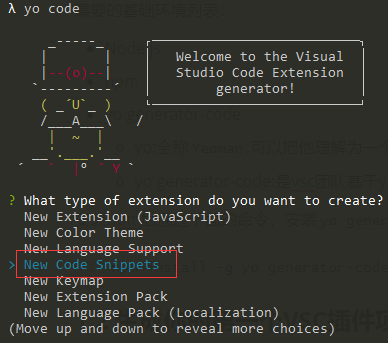 λ yo code
Welcome to the Visual
Studio Code Extension
generator!
? What type of extension do you want to create?
New Extension (JavaScript)
New Color Theme
New Language Support
> New Code Snippets
New Keymap
New Extension Pack
New Language Pack (Localization)
(Move up and down to reveal more choices)